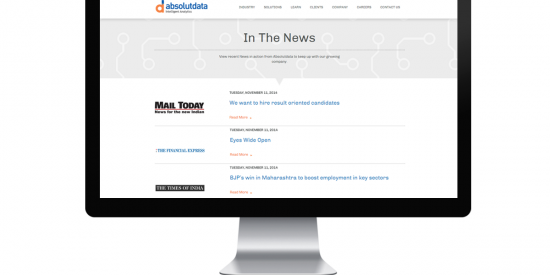 absolutdata
intelligent analytics
INDUSTRY SOLUTIONS LEARN CLIENTS COMPANY CAREERS CONTACT US
In The News
View recent News in action from Absolutdata to keep up with our growing
company.
TUESDAY, NOVEMBER 11, 2014
MAIL TODAY
News for the new Indian
We want to hire result oriented candidates
Read More
TUESDAY, NOVEMBER 11, 2014
Eyes Wide Open
THE FINANCIAL EXPRESS
Read More
TUESDAY, NOVEMBER 11, 2014
BJP's win in Maharashtra to boost employment in key sectors
THE TIMES OF INDIA
Read More